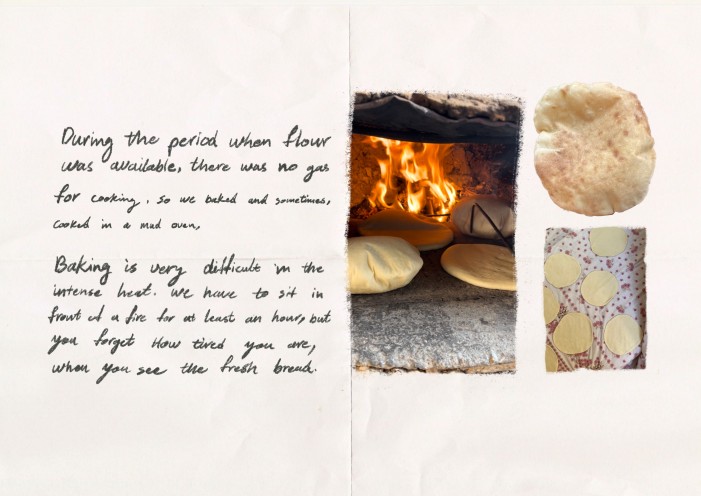 During the period when flour
was available, there was no gas
for cooking, so we baked and sometimes,
cooked in a mud oven,
Baking is very difficult in the
intense heat. We have to sit in
front of a fire for at least an hour, but
you forget How tired you are,
when you see the fresh bread.